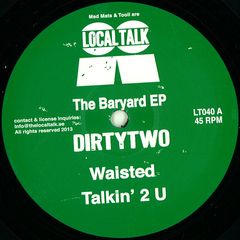 Mad Mats & Tooli are
LOCAL TALK
The Baryard EP
contact & license inquiries:
info@thelocaltalk.se
All rights reserved 2013
LT040 A
45 RPM
DIRTYTWO
Waisted
Talkin' 2 U